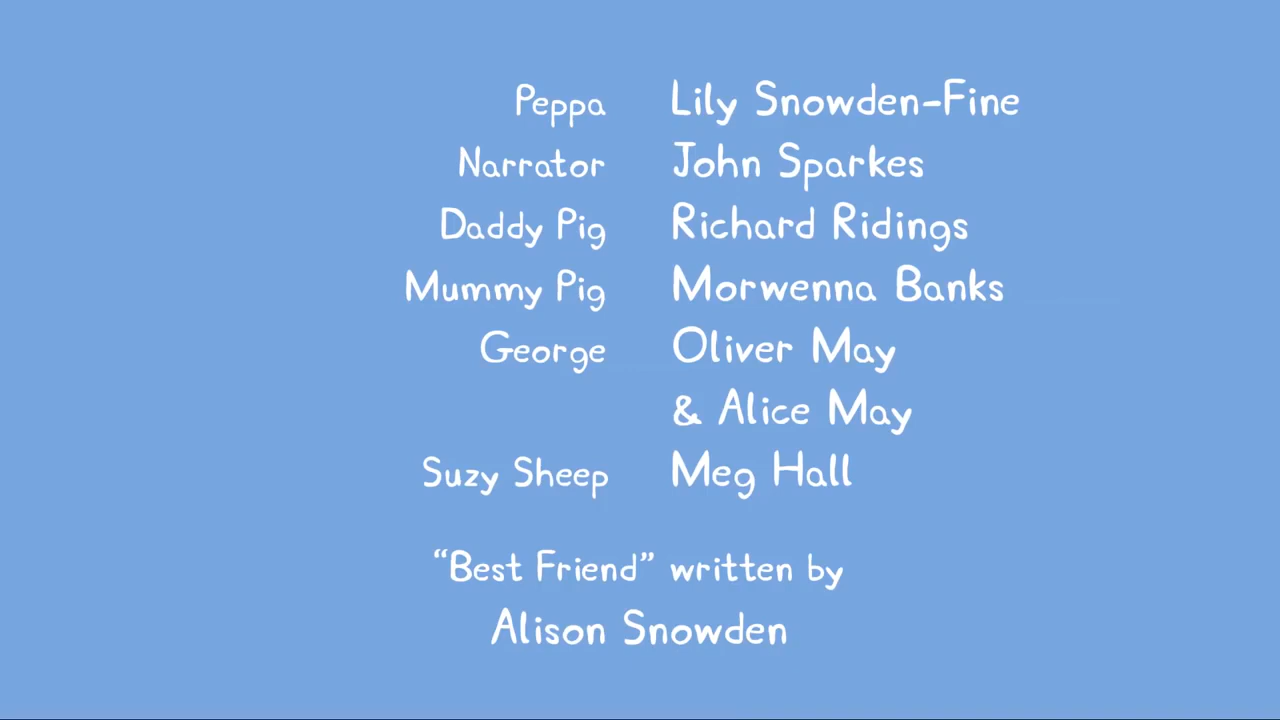 Peppa Lily Snowden-Fine
Narrator John Sparkes
Daddy Pig Richard Ridings
Mummy Pig Morwenna Banks
George Oliver May
& Alice May
Suzy Sheep Meg Hall
“Best Friend” written by
Alison Snowden